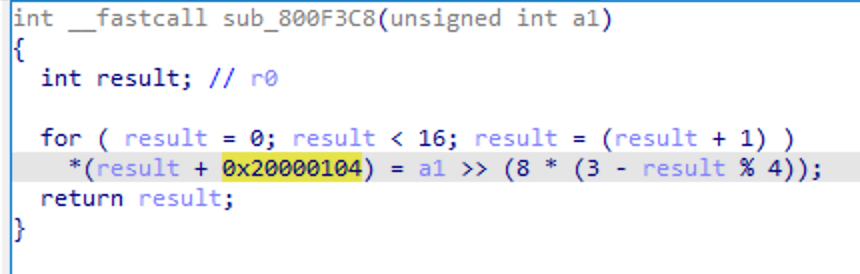 int __fastcall sub_800F3C8(unsigned int a1)
{
  int result; // r0

  for ( result = 0; result < 16; result = (result + 1) )
    *(result + 0x20000104) = a1 >> (8 * (3 - result % 4));
  return result;
}